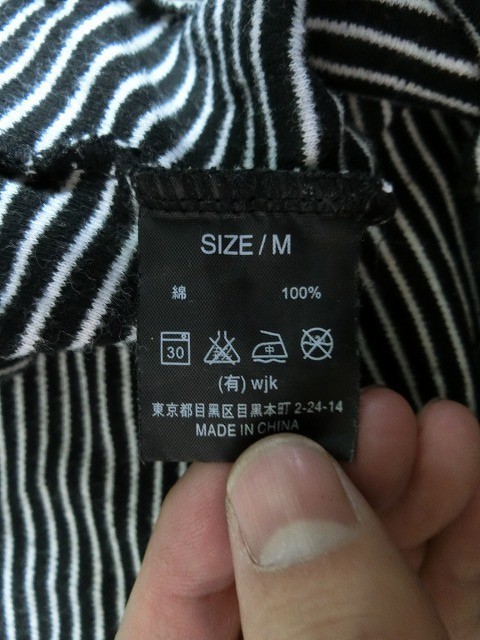 SIZE / M
綿 100%
30 中
(有) wjk
東京都目黒区目黒本町 2-24-14
MADE IN CHINA